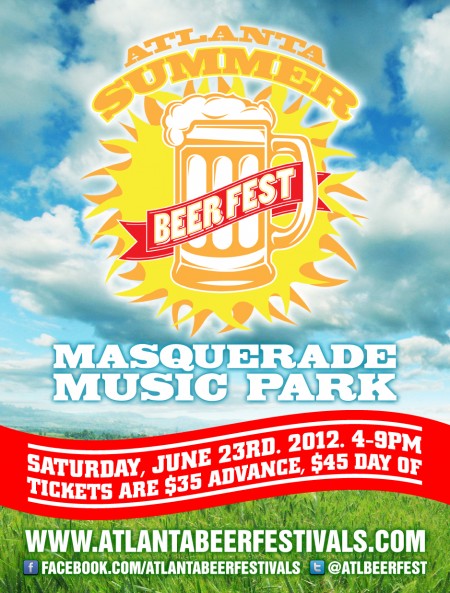 ATLANTA
SUMMER
BEER FEST
MASQUERADE
MUSIC PARK
SATURDAY, JUNE 23RD. 2012. 4-9PM
TICKETS ARE $35 ADVANCE, $45 DAY OF
WWW.ATLANTABEERFESTIVALS.COM
f FACEBOOK.COM/ATLANTABEERFESTIVALS t @ATLBEERFEST